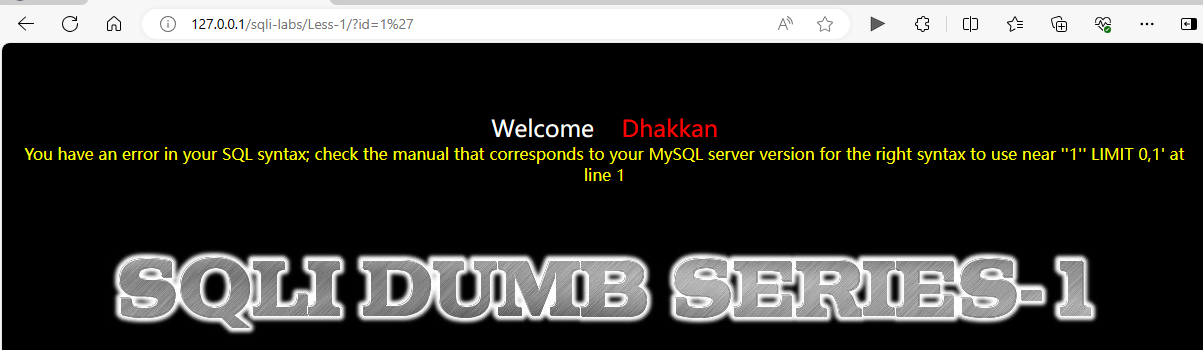 127.0.0.1/sqli-labs/Less-1/?id=1%27
Welcome Dhakkan
You have an error in your SQL syntax; check the manual that corresponds to your MySQL server version for the right syntax to use near ''1'' LIMIT 0,1' at
line 1
SQLI DUMB SERIES-1